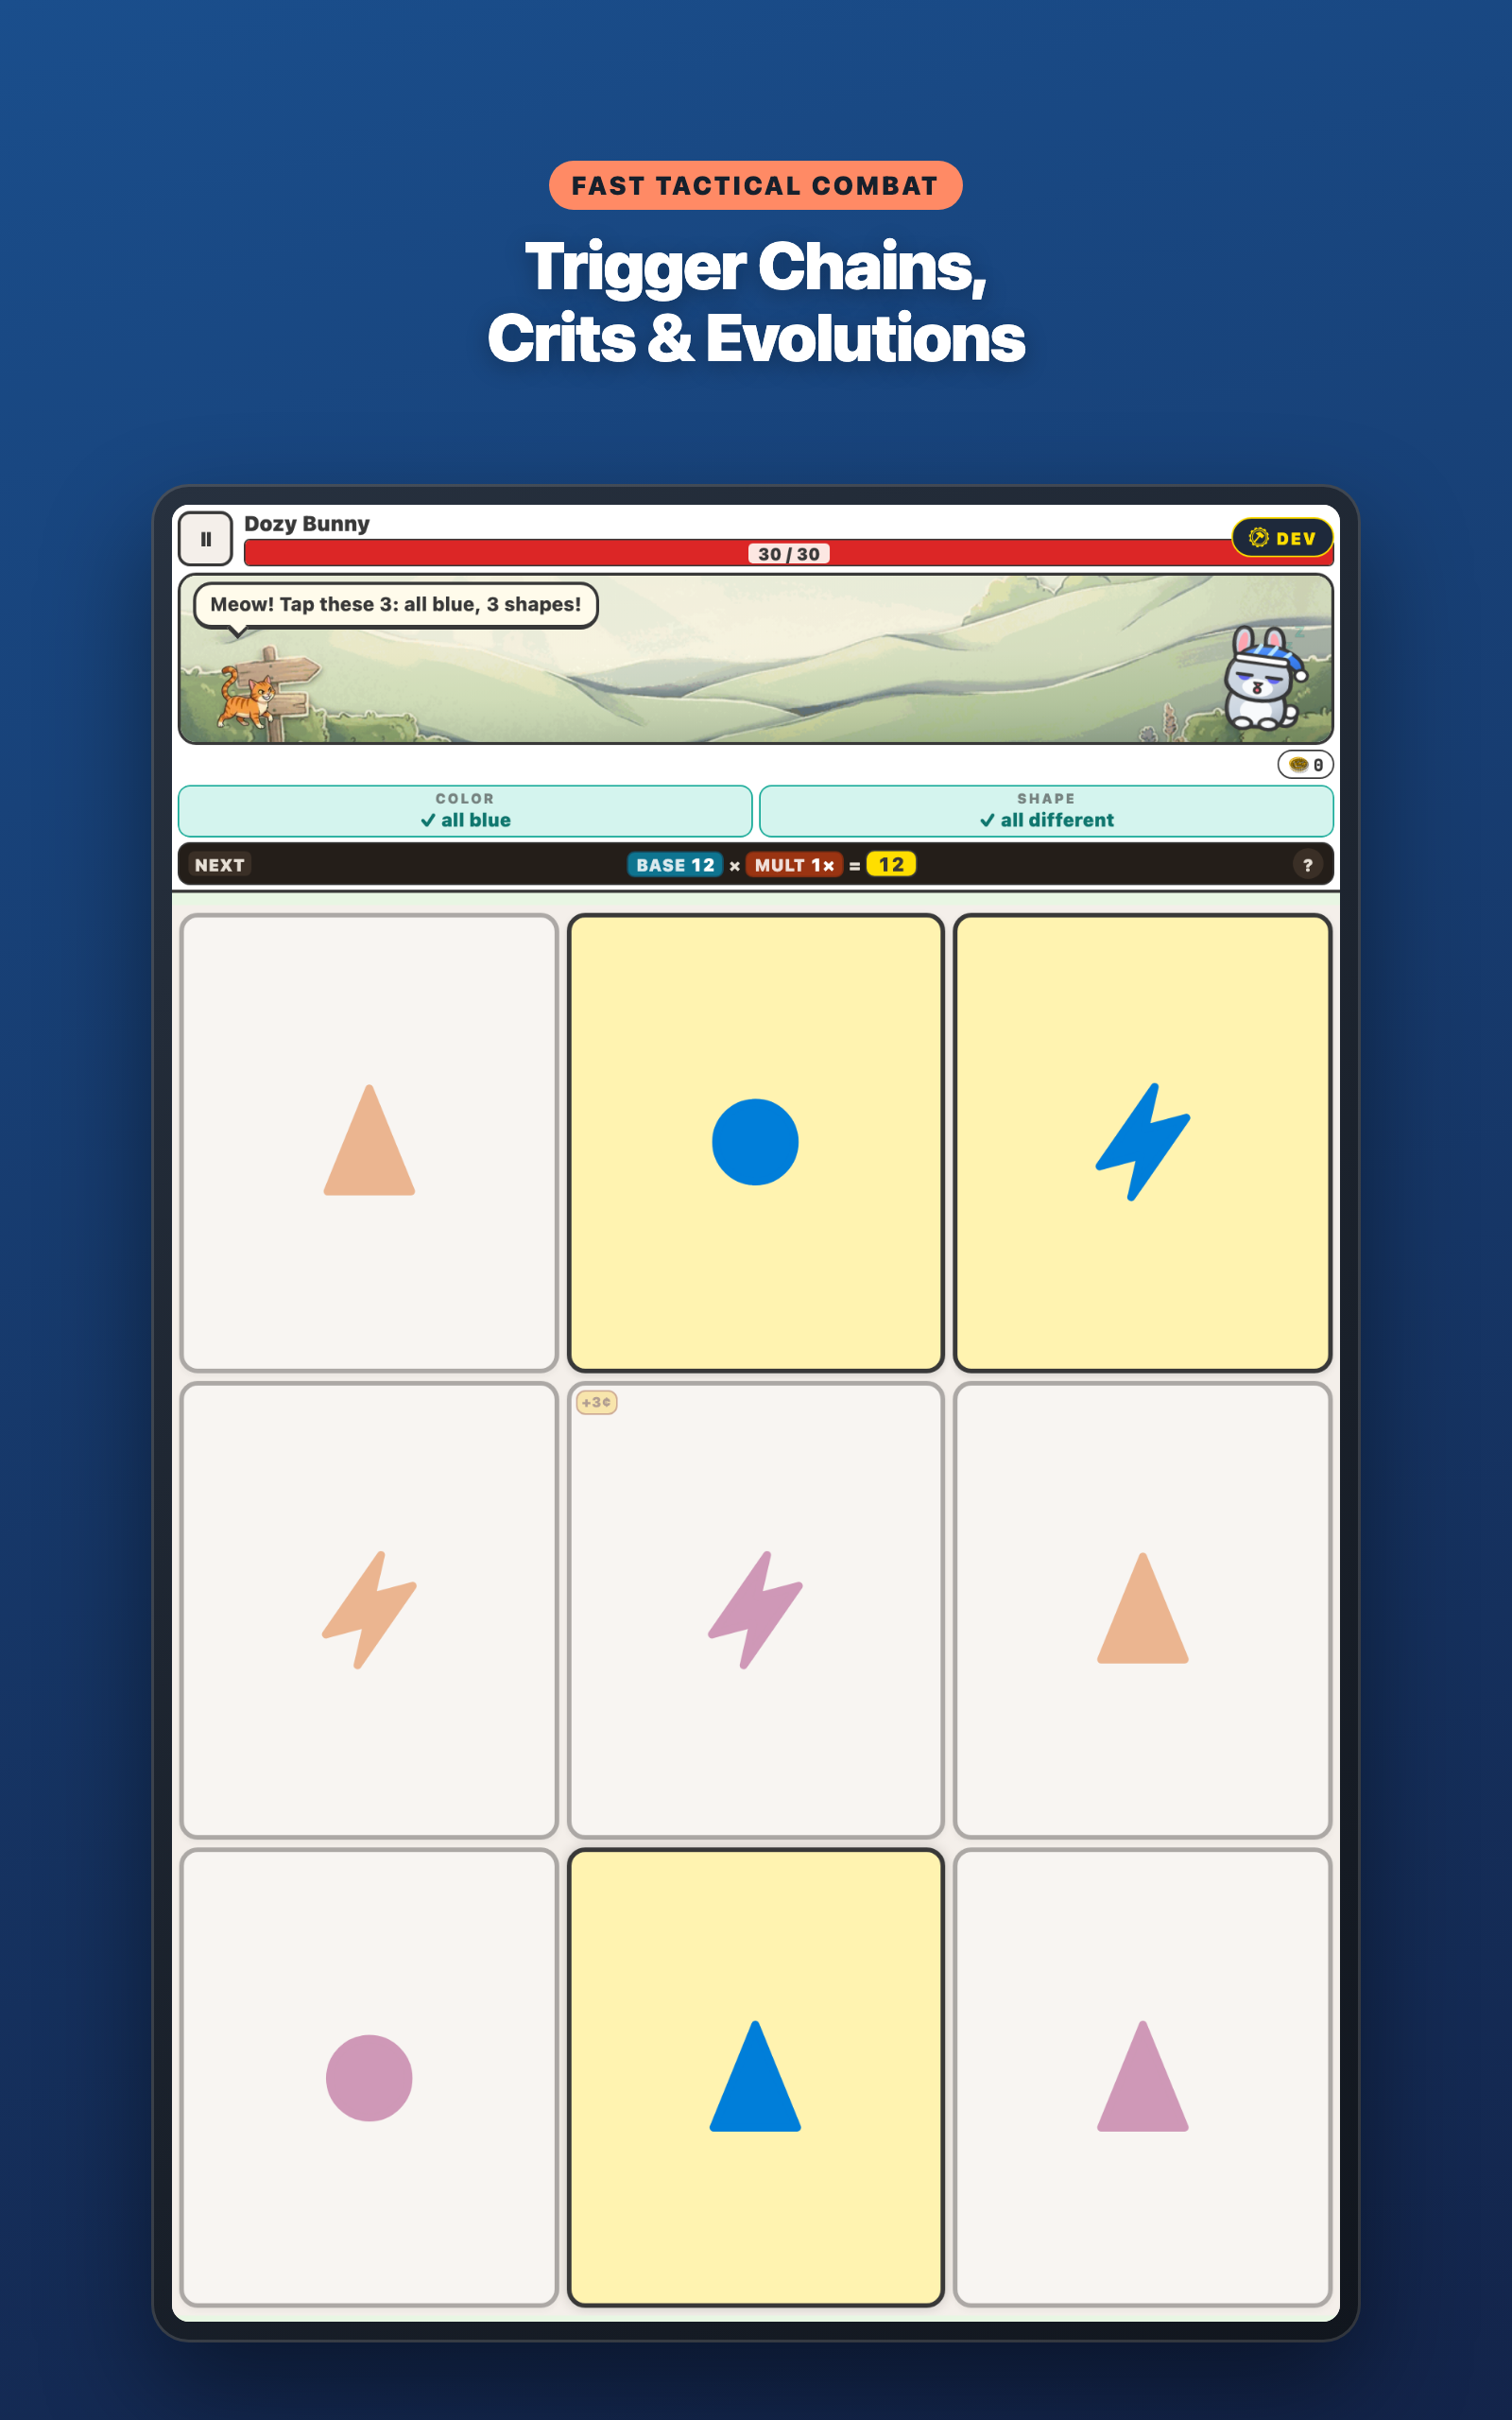 FAST TACTICAL COMBAT
Trigger Chains,
Crits & Evolutions
Dozy Bunny
30 / 30
DEV
Meow! Tap these 3: all blue, 3 shapes!
0
COLOR
✓ all blue
SHAPE
✓ all different
NEXT
BASE 12 × MULT 1× = 12
?
+3¢